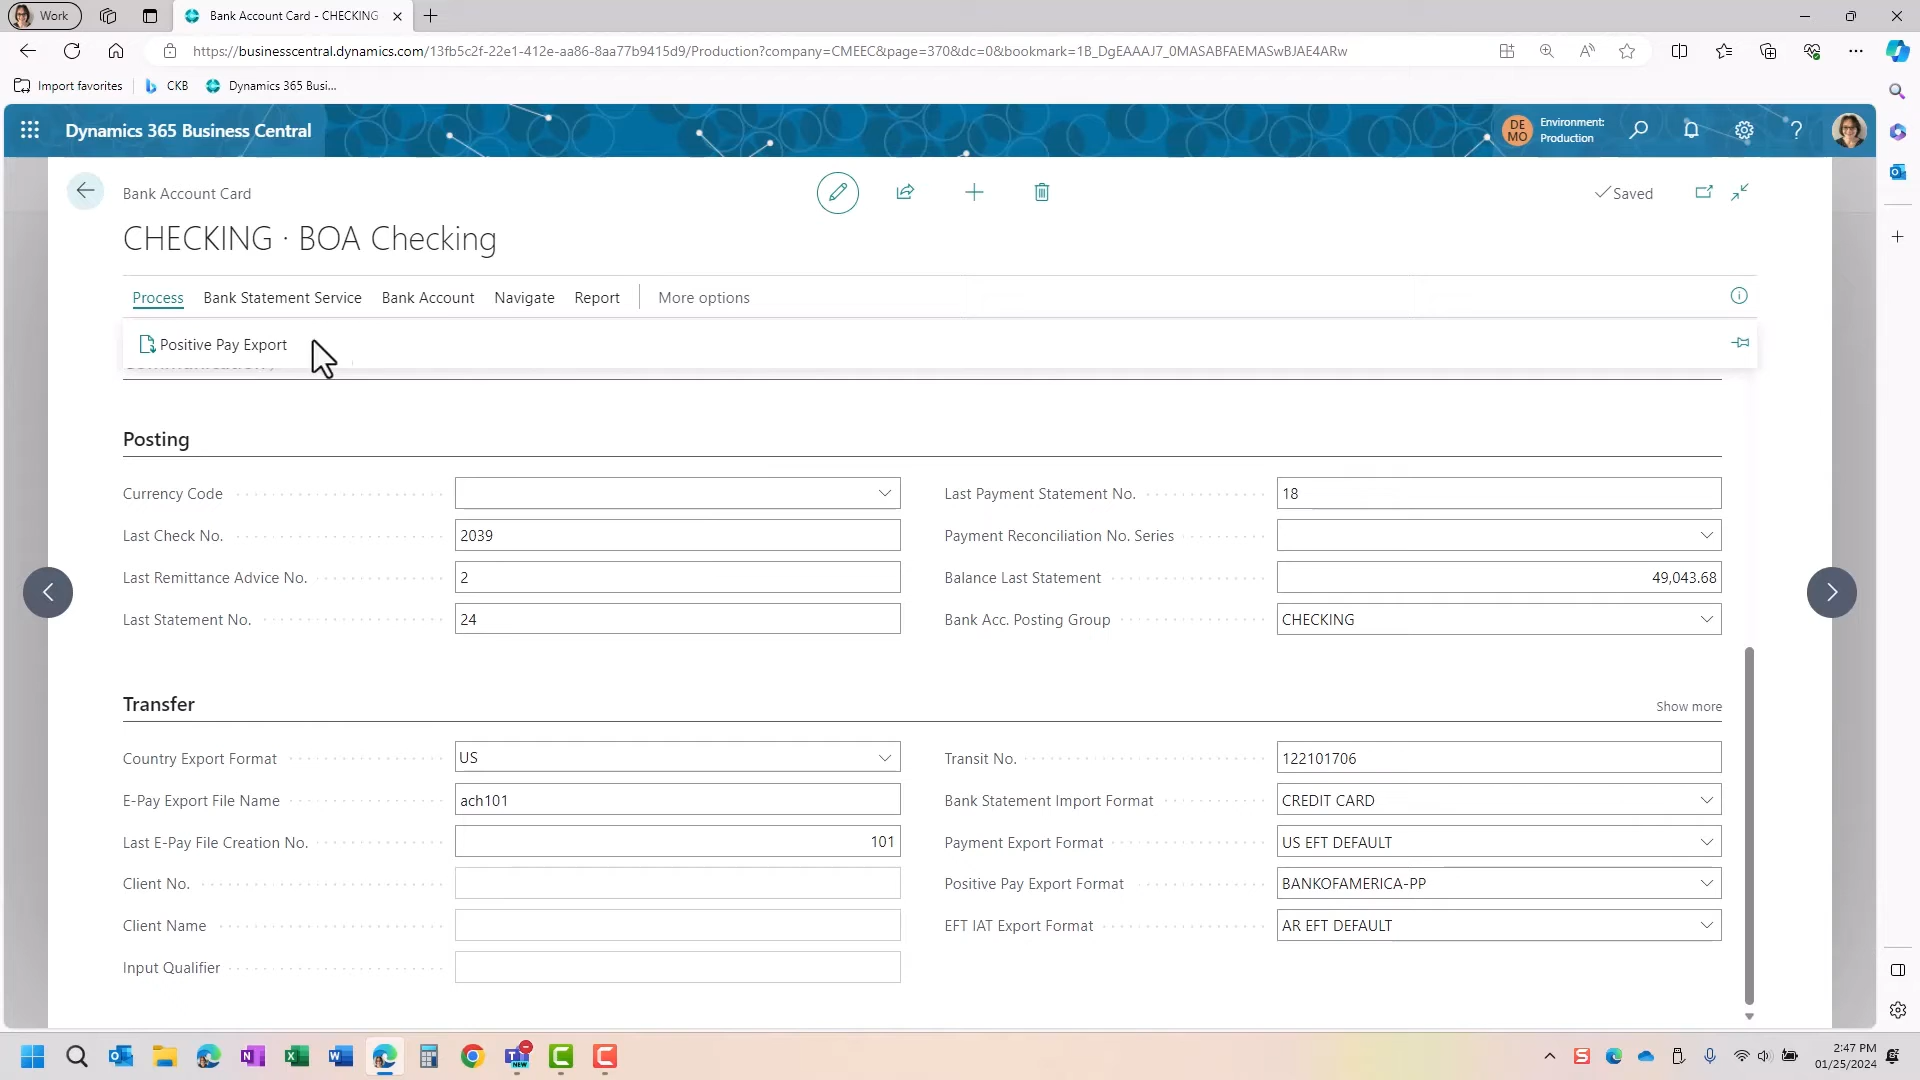 Work
Bank Account Card - CHECKING
https://businesscentral.dynamics.com/13fb5c2f-22e1-412e-aa86-8aa77b9415d9/Production?company=CMEEC&page=370&dc=0&bookmark=1B_DgEAAAJ7_0MASABFAEMASwBJAE4ARw
Import favorites
CKB
Dynamics 365 Busi...
Dynamics 365 Business Central
DE
MO
Environment:
Production
Bank Account Card
Saved
CHECKING · BOA Checking
Process
Bank Statement Service
Bank Account
Navigate
Report
More options
Positive Pay Export
Posting
Currency Code
Last Payment Statement No. 18
Last Check No. 2039
Payment Reconciliation No. Series
Last Remittance Advice No. 2
Balance Last Statement 49,043.68
Last Statement No. 24
Bank Acc. Posting Group CHECKING
Transfer
Show more
Country Export Format US
Transit No. 122101706
E-Pay Export File Name ach101
Bank Statement Import Format CREDIT CARD
Last E-Pay File Creation No. 101
Payment Export Format US EFT DEFAULT
Client No.
Positive Pay Export Format BANKOFAMERICA-PP
Client Name
EFT IAT Export Format AR EFT DEFAULT
Input Qualifier
NEW
2:47 PM
01/25/2024